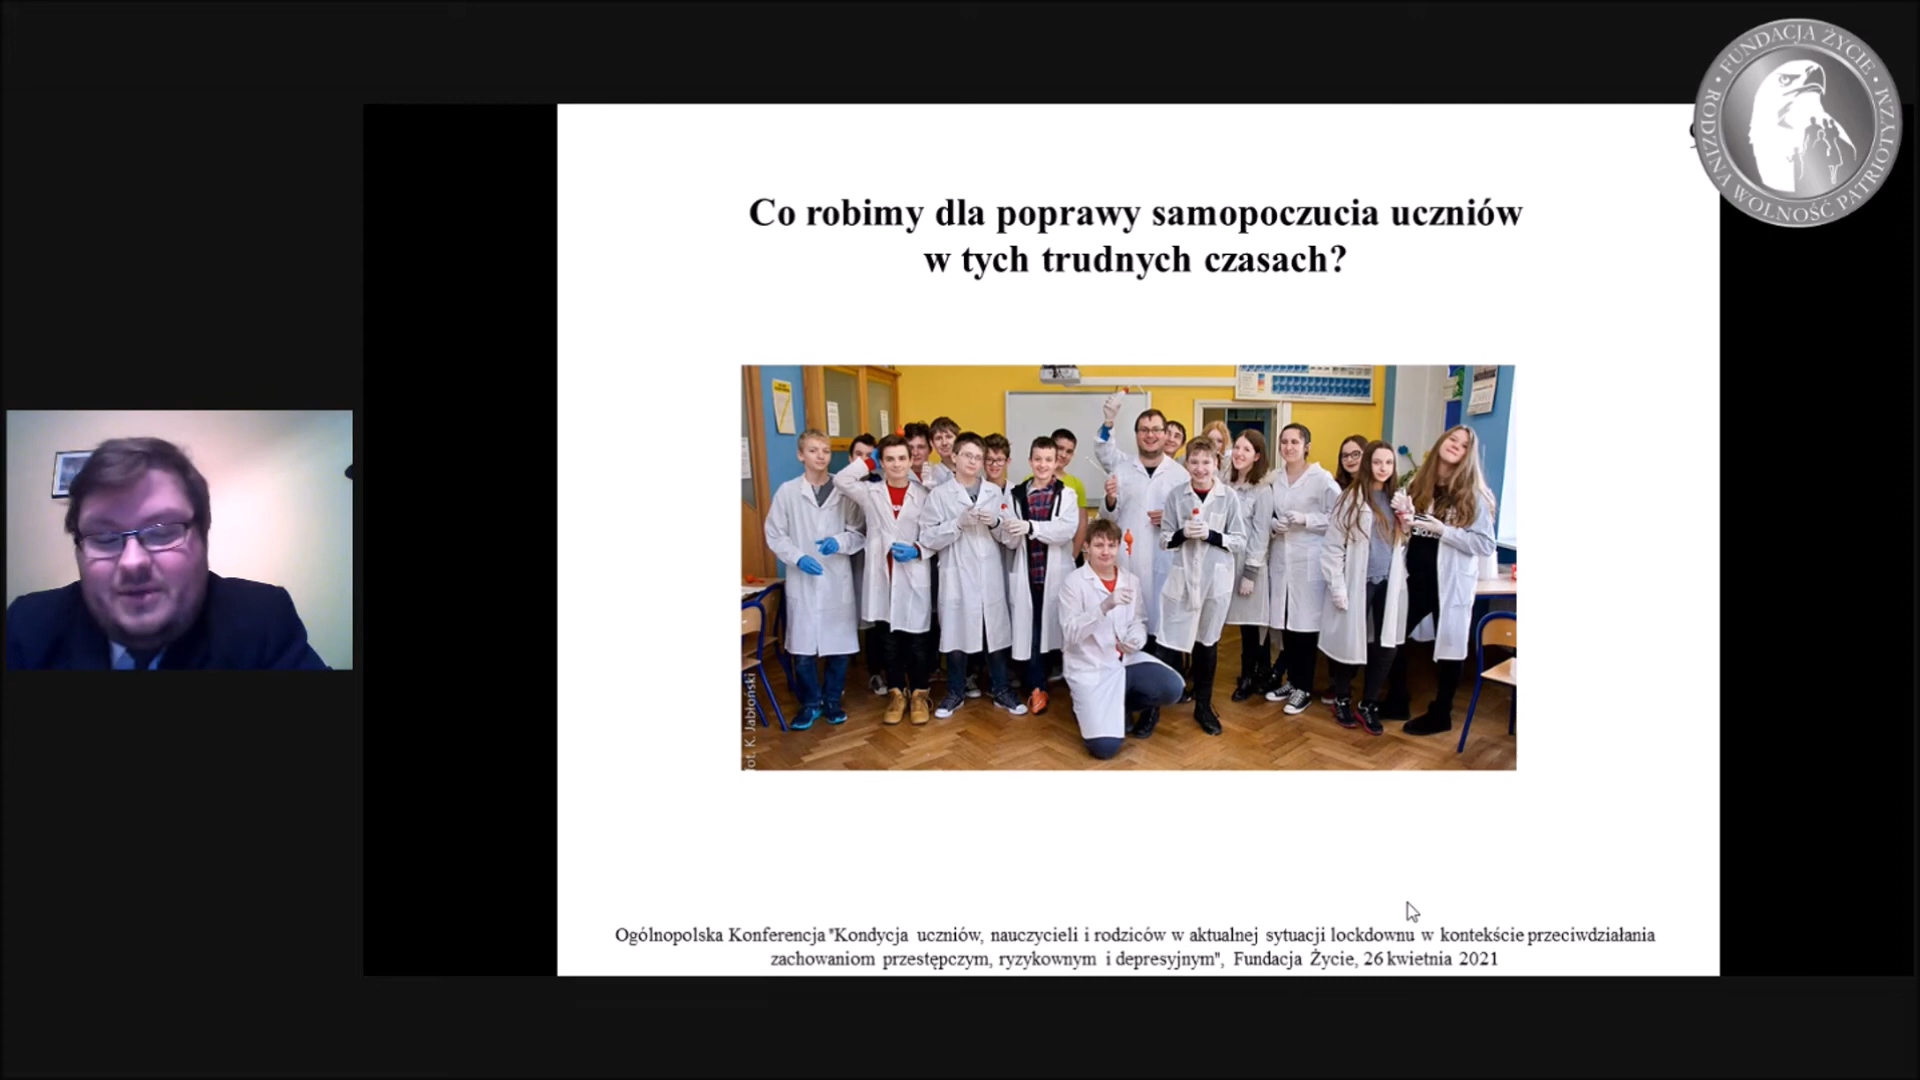 FUNDACJA ŻYCIE
RODZINA WOLNOŚĆ PATRIOTYZM
Co robimy dla poprawy samopoczucia uczniów
w tych trudnych czasach?
fot. K. Jabłoński
Ogólnopolska Konferencja "Kondycja uczniów, nauczycieli i rodziców w aktualnej sytuacji lockdownu w kontekście przeciwdziałania
zachowaniom przestępczym, ryzykownym i depresyjnym", Fundacja Życie, 26 kwietnia 2021